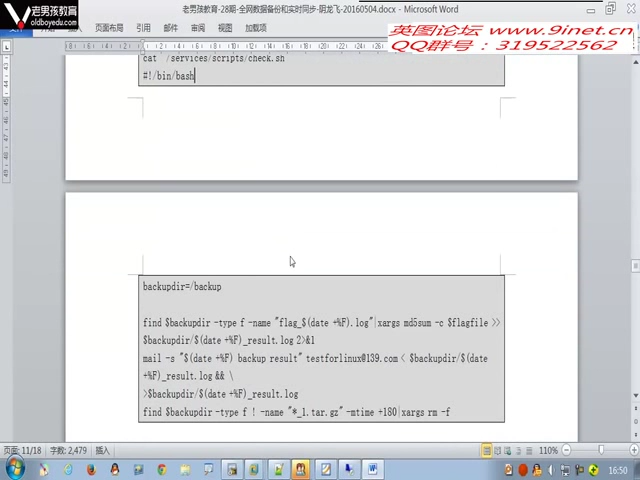 老男孩教育
oldboyedu.com
老男孩教育-28期-全网数据备份和实时同步-阴龙飞-20160504.docx - Microsoft Word
英图论坛 www.9inet.cn
QQ群号：319522562
页面布局 引用 邮件 审阅 视图 加载项
cat /services/scripts/check.sh
#!/bin/bash
backupdir=/backup
find $backupdir -type f -name "flag_$(date +%F).log"|xargs md5sum -c $flagfile >>
$backupdir/$(date +%F)_result.log 2>&1
mail -s "$(date +%F) backup result" testforlinux@139.com < $backupdir/$(date
+%F)_result.log && \
>$backupdir/$(date +%F)_result.log
find $backupdir -type f ! -name "*_1.tar.gz" -mtime +180|xargs rm -f
页面: 11/18 字数: 2,479 插入 110%
16:50